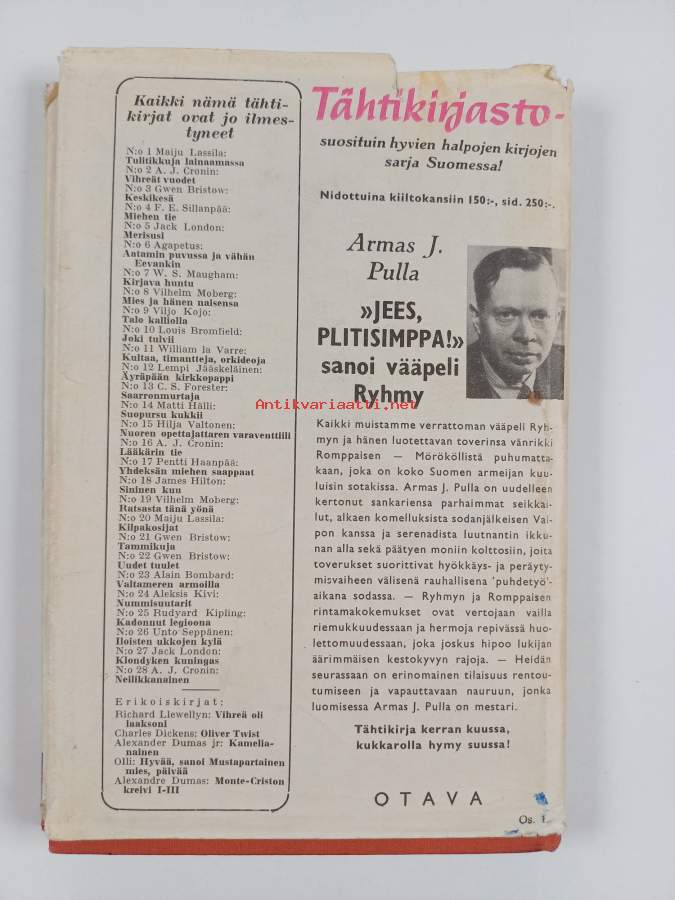 Kaikki nämä tähti-
kirjat ovat jo ilmes-
tyneet
N:o 1 Maiju Lassila:
Tulitikkuja lainaamassa
N:o 2 A. J. Cronin:
Vihreät vuodet
N:o 3 Gwen Bristow:
Keskikesä
N:o 4 F. E. Sillanpää:
Miehen tie
N:o 5 Jack London:
Merisusi
N:o 6 Agapetus:
Aatamin puvussa ja vähän
Eevankin
N:o 7 W. S. Maugham:
Kirjava huntu
N:o 8 Vilhelm Moberg:
Mies ja hänen naisensa
N:o 9 Viljo Kojo:
Talo kalliolla
N:o 10 Louis Bromfield:
Joki tulvii
N:o 11 William la Varre:
Kultaa, timantteja, orkideoja
N:o 12 Lempi Jääskeläinen:
Äyräpään kirkkopappi
N:o 13 C. S. Forester:
Saarronmurtaja
N:o 14 Matti Hälli:
Suopursu kukkii
N:o 15 Hilja Valtonen:
Nuoren opettajattaren varaventtiili
N:o 16 A. J. Cronin:
Lääkärin tie
N:o 17 Pentti Haanpää:
Yhdeksän miehen saappaat
N:o 18 James Hilton:
Sininen kuu
N:o 19 Vilhelm Moberg:
Ratsasta tänä yönä
N:o 20 Maiju Lassila:
Kilpakosijat
N:o 21 Gwen Bristow:
Tammikuja
N:o 22 Gwen Bristow:
Uudet tuulet
N:o 23 Alain Bombard:
Valtameren armoilla
N:o 24 Aleksis Kivi:
Nummisuutarit
N:o 25 Rudyard Kipling:
Kadonnut legioona
N:o 26 Unto Seppänen:
Iloisten ukkojen kylä
N:o 27 Jack London:
Klondyken kuningas
N:o 28 A. J. Cronin:
Neilikkanainen
Erikoiskirjat:
Richard Llewellyn: Vihreä oli
laaksoni
Charles Dickens: Oliver Twist
Alexander Dumas jr: Kamelia-
nainen
Olli: Hyvää, sanoi Mustapartainen
mies, päivää
Alexandre Dumas: Monte-Criston
kreivi I-III
Tähtikirjasto-
suosituin hyvien halpojen kirjojen
sarja Suomessa!
Nidottuina kiiltokansiin 150:-, sid. 250:-.
Armas J.
Pulla
»JEES,
PLITISIMPPA!»
sanoi vääpeli
Ryhmy
Antikvariaatti.net
Kaikki muistamme verrattoman vääpeli Ryh-
myn ja hänen luotettavan toverinsa vänrikki
Romppaisen — Mörököllistä puhumatta-
kaan, joka on koko Suomen armeijan kuu-
luisin sotakissa. Armas J. Pulla on uudelleen
kertonut sankariensa parhaimmat seikkai-
lut, alkaen komelluksista sodanjälkeisen Val-
pon kanssa ja serenadista luutnantin ikku-
nan alla sekä päätyen moniin kolttosiin, joita
toverukset suorittivat hyökkäys- ja peräyty-
misvaiheen välisenä rauhallisena 'puhdetyö'-
aikana sodassa. — Ryhmyn ja Romppaisen
rintamakokemukset ovat vertojaan vailla
riemukkuudessaan ja hermoja repivässä huo-
lettomuudessaan, joka joskus hipoo lukijan
äärimmäisen kestokyvyn rajoja. — Heidän
seurassaan on erinomainen tilaisuus rentou-
tumiseen ja vapauttavaan nauruun, jonka
luomisessa Armas J. Pulla on mestari.
Tähtikirja kerran kuussa,
kukkarolla hymy suussa!
OTAVA
Os.